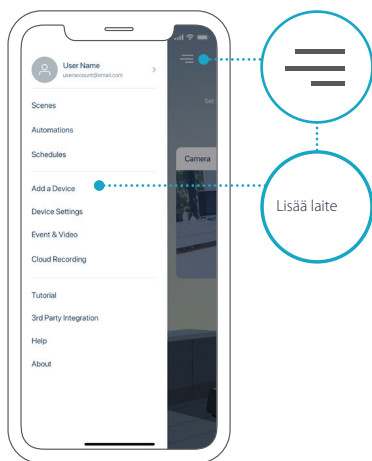 User Name
useraccount@email.com
Scenes
Automations
Schedules
Add a Device
Device Settings
Event & Video
Cloud Recording
Tutorial
3rd Party Integration
Help
About
Set
Camera
Lisää laite